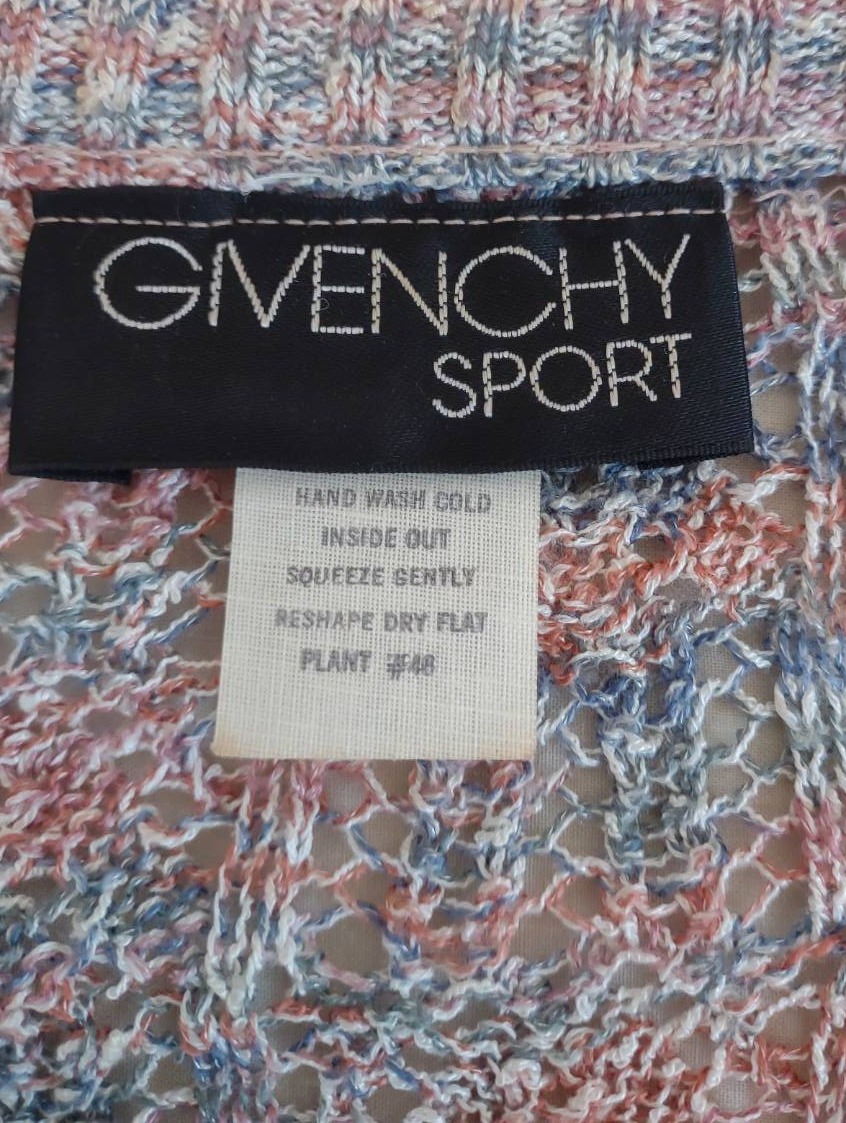 GIVENCHY
SPORT
HAND WASH COLD
INSIDE OUT
SQUEEZE GENTLY
RESHAPE DRY FLAT
PLANT #48